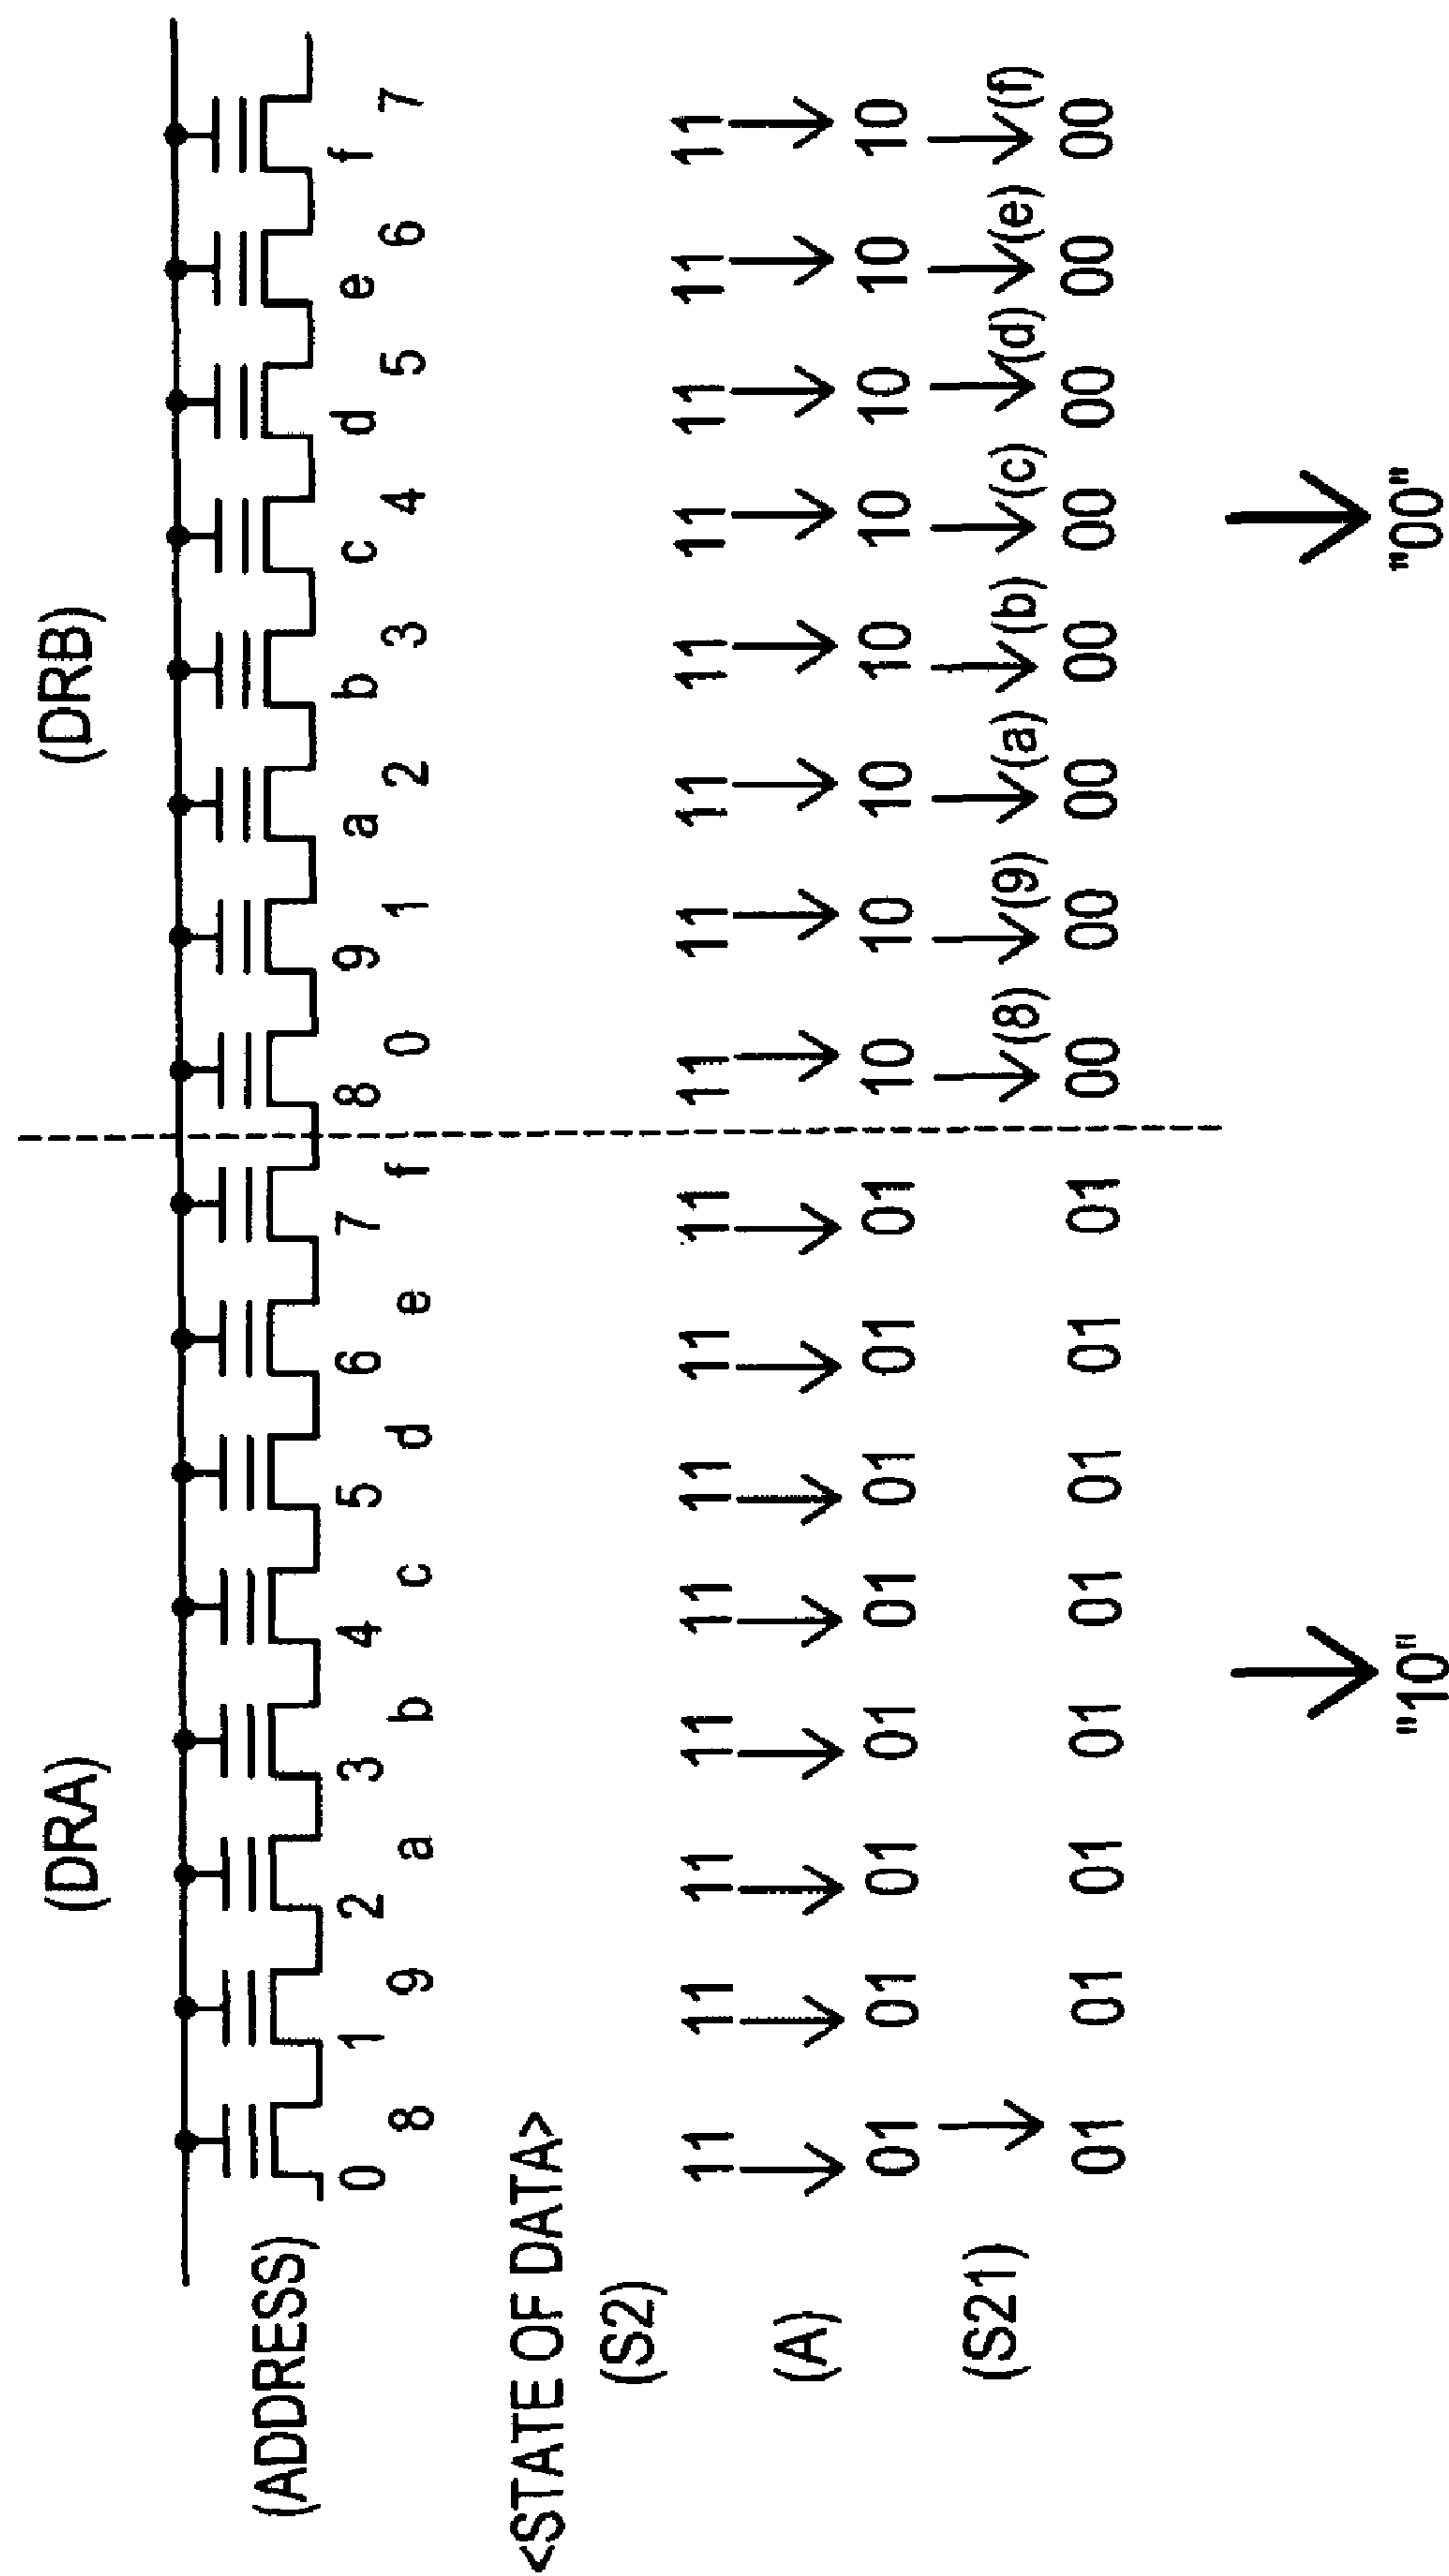 (DRA) (DRB)
(ADDRESS)
0 8 1 9 2 a 3 b 4 c 5 d 6 e 7 f 8 0 9 1 a 2 b 3 c 4 d 5 e 6 f 7
<STATE OF DATA>
(S2) 11 11 11 11 11 11 11 11 11 11 11 11 11 11 11 11
(A) 01 01 01 01 01 01 01 01 10 10 10 10 10 10 10 10
(8) (9) (a) (b) (c) (d) (e) (f)
(S21) 01 01 01 01 01 01 01 01 00 00 00 00 00 00 00 00
"10" "00"